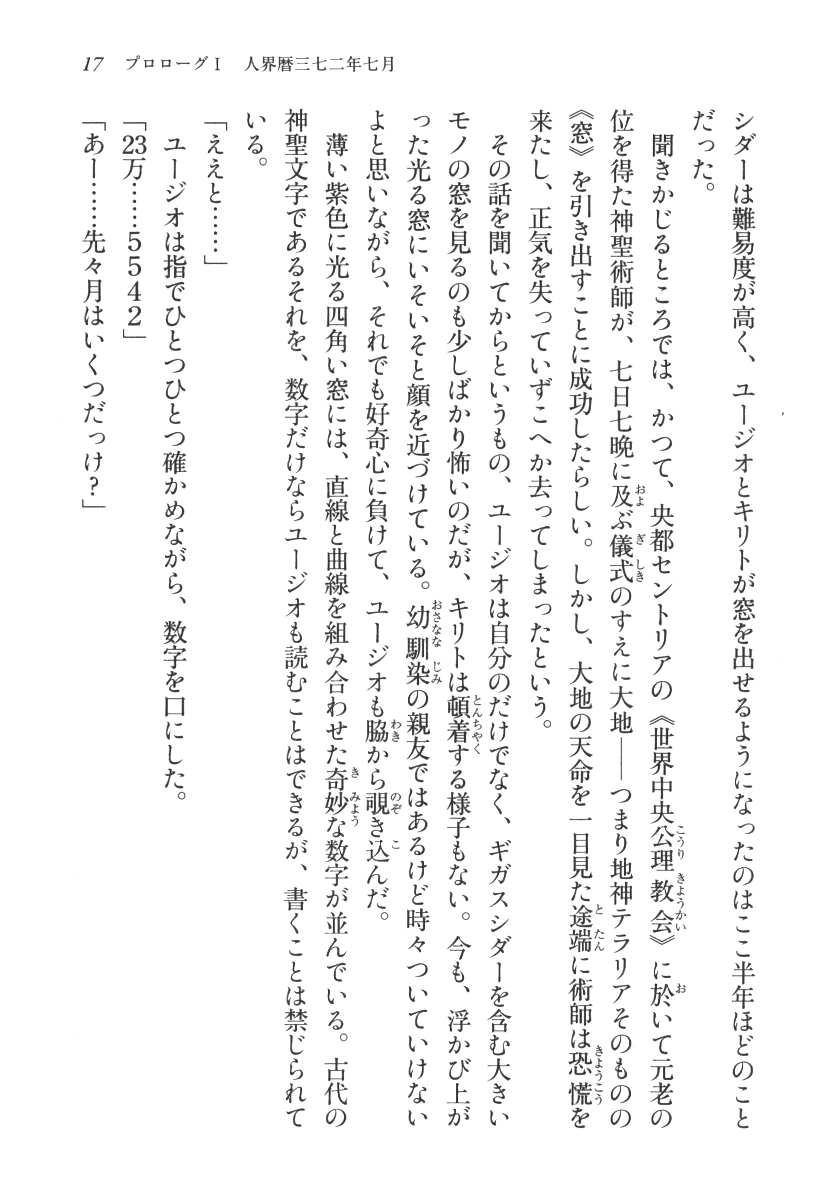 17　プロローグⅠ　人界暦三七二年七月
シダーは難易度が高く、ユージオとキリトが窓を出せるようになったのはここ半年ほどのこと
だった。
　聞きかじるところでは、かつて、央都セントリアの《世界中央公理教会》に於いて元老の
位を得た神聖術師が、七日七晩に及ぶ儀式のすえに大地――つまり地神テラリアそのものの
《窓》を引き出すことに成功したらしい。しかし、大地の天命を一目見た途端に術師は恐慌を
来たし、正気を失っていずこへか去ってしまったという。
　その話を聞いてからというもの、ユージオは自分のだけでなく、ギガスシダーを含む大きい
モノの窓を見るのも少しばかり怖いのだが、キリトは頓着する様子もない。今も、浮かび上が
った光る窓にいそいそと顔を近づけている。幼馴染の親友ではあるけど時々ついていけない
よと思いながら、それでも好奇心に負けて、ユージオも脇から覗き込んだ。
　薄い紫色に光る四角い窓には、直線と曲線を組み合わせた奇妙な数字が並んでいる。古代の
神聖文字であるそれを、数字だけならユージオも読むことはできるが、書くことは禁じられて
いる。
「ええと……」
　ユージオは指でひとつひとつ確かめながら、数字を口にした。
「23万……5542」
「あー……先々月はいくつだっけ？」